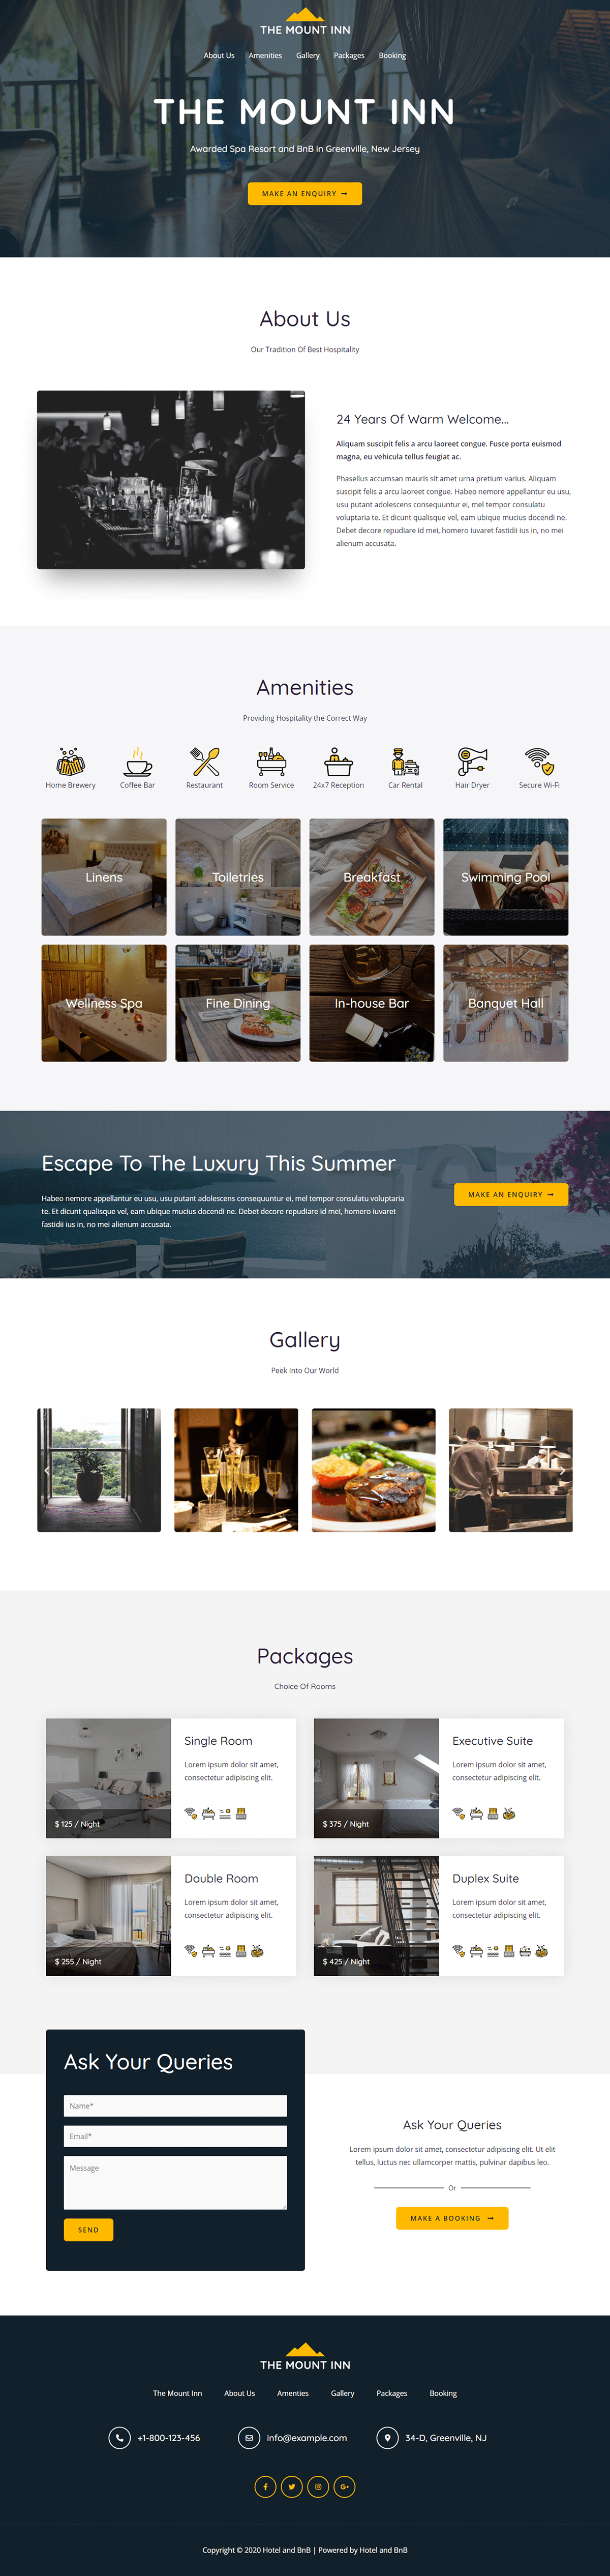 THE MOUNT INN
About Us Amenities Gallery Packages Booking
THE MOUNT INN
Awarded Spa Resort and BnB in Greenville, New Jersey
MAKE AN ENQUIRY
About Us
Our Tradition Of Best Hospitality
24 Years Of Warm Welcome...
Aliquam suscipit felis a arcu laoreet congue. Fusce porta euismod
magna, eu vehicula tellus feugiat ac.
Phasellus accumsan mauris sit amet urna pretium varius. Aliquam
suscipit felis a arcu laoreet congue. Habeo nemore appellantur eu usu,
usu putant adolescens consequuntur ei, mel tempor consulatu
voluptaria te. Et dicunt qualisque vel, eam ubique mucius docendi ne.
Debet decore repudiare id mei, homero iuvaret fastidii ius in, no mei
alienum accusata.
Amenities
Providing Hospitality the Correct Way
Home Brewery
Coffee Bar
Restaurant
Room Service
24x7 Reception
Car Rental
Hair Dryer
Secure Wi-Fi
Linens
Toiletries
Breakfast
Swimming Pool
Wellness Spa
Fine Dining
In-house Bar
Banquet Hall
Escape To The Luxury This Summer
Habeo nemore appellantur eu usu, usu putant adolescens consequuntur ei, mel tempor consulatu voluptaria
te. Et dicunt qualisque vel, eam ubique mucius docendi ne. Debet decore repudiare id mei, homero iuvaret
fastidii ius in, no mei alienum accusata.
MAKE AN ENQUIRY
Gallery
Peek Into Our World
Packages
Choice Of Rooms
Single Room
Lorem ipsum dolor sit amet,
consectetur adipiscing elit.
$ 125 / Night
Executive Suite
Lorem ipsum dolor sit amet,
consectetur adipiscing elit.
$ 375 / Night
Double Room
Lorem ipsum dolor sit amet,
consectetur adipiscing elit.
$ 255 / Night
Duplex Suite
Lorem ipsum dolor sit amet,
consectetur adipiscing elit.
$ 425 / Night
Ask Your Queries
Name*
Email*
Message
SEND
Ask Your Queries
Lorem ipsum dolor sit amet, consectetur adipiscing elit. Ut elit
tellus, luctus nec ullamcorper mattis, pulvinar dapibus leo.
Or
MAKE A BOOKING
THE MOUNT INN
The Mount Inn About Us Amenties Gallery Packages Booking
+1-800-123-456
info@example.com
34-D, Greenville, NJ
Copyright © 2020 Hotel and BnB | Powered by Hotel and BnB